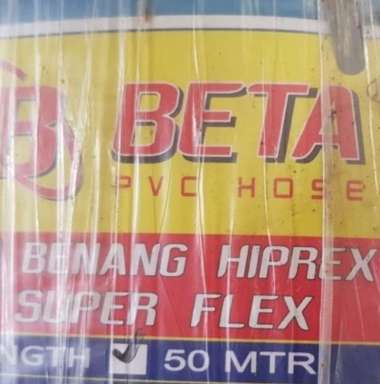 B BETA
PVC HOSE
BENANG HIPREX
SUPER FLEX
NGTH ✓ 50 MTR